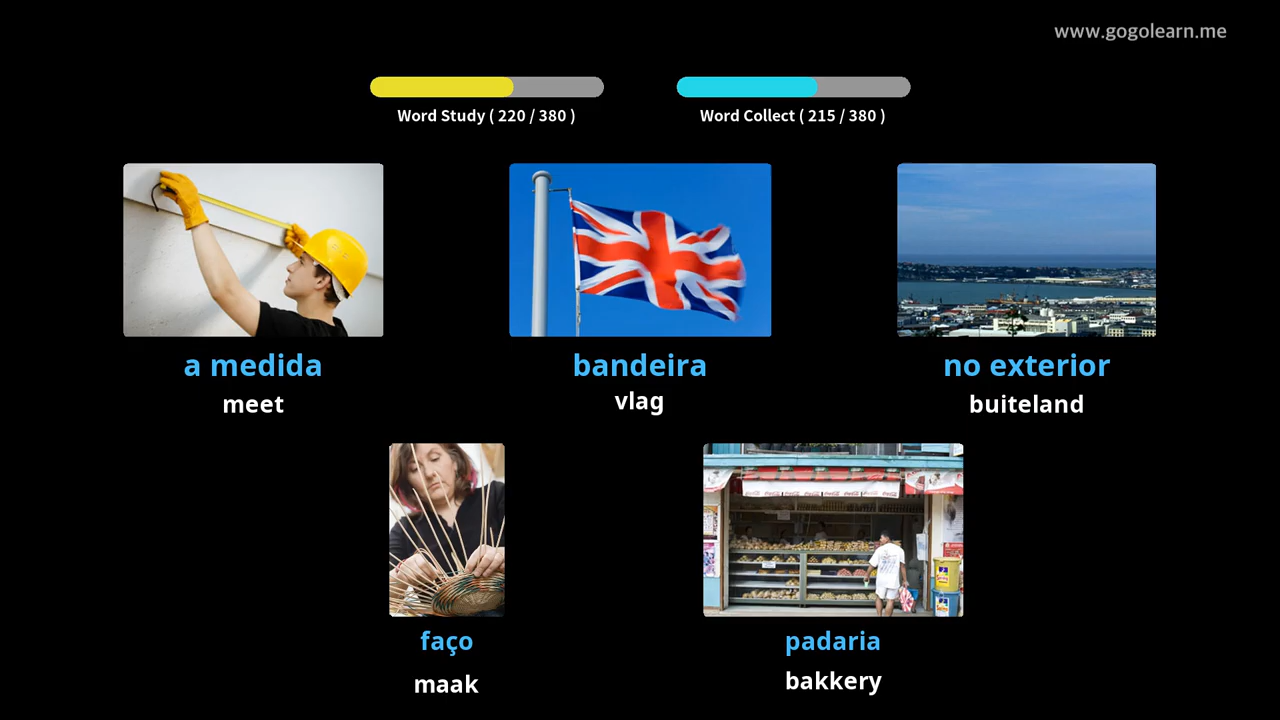 www.gogolearn.me
Word Study ( 220 / 380 )
Word Collect ( 215 / 380 )
a medida
meet
bandeira
vlag
no exterior
buiteland
faço
maak
padaria
bakkery